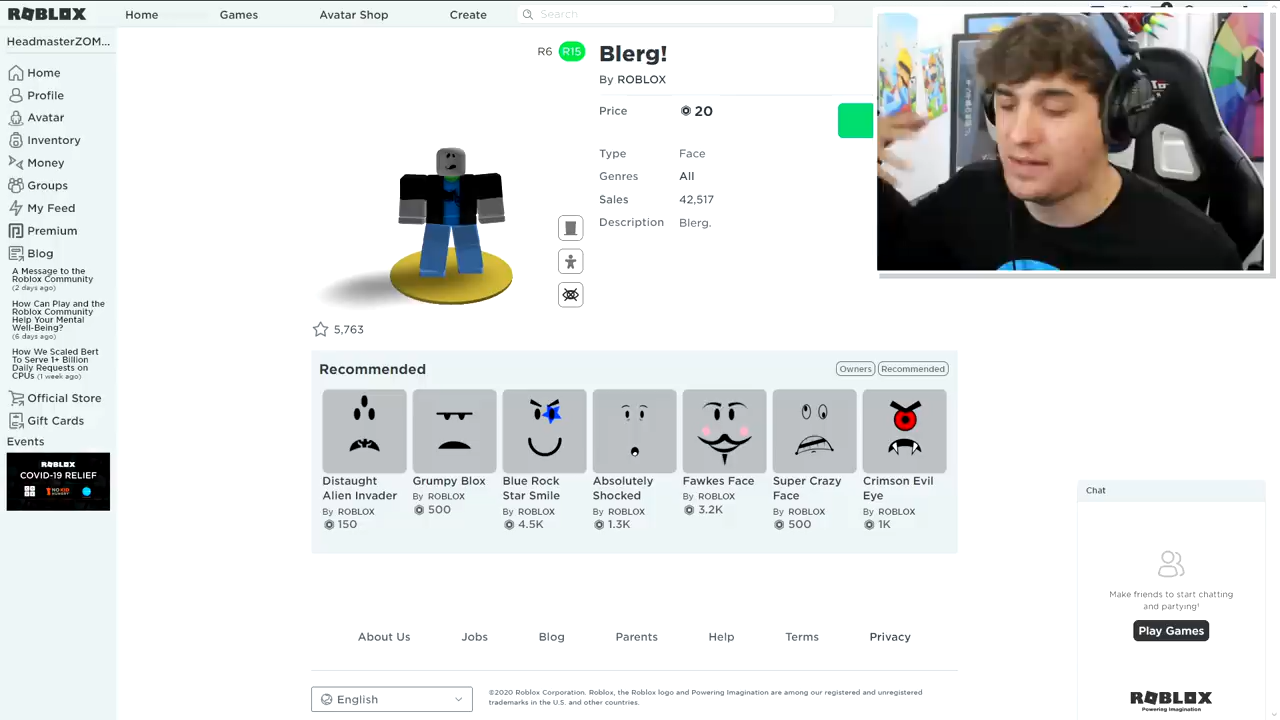 ROBLOX
Home
Games
Avatar Shop
Create
Search
HeadmasterZOM...
Home
Profile
Avatar
Inventory
Money
Groups
My Feed
Premium
Blog
A Message to the
Roblox Community
(2 days ago)
How Can Play and the
Roblox Community
Help Your Mental
Well-Being?
(6 days ago)
How We Scaled Bert
To Serve 1+ Billion
Daily Requests on
CPUs (1 week ago)
Official Store
Gift Cards
Events
ROBLOX
COVID-19 RELIEF
R6 R15
Blerg!
By ROBLOX
Price 20
Type Face
Genres All
Sales 42,517
Description Blerg.
5,763
Recommended
Owners Recommended
Distaught
Alien Invader
By ROBLOX
150
Grumpy Blox
By ROBLOX
500
Blue Rock
Star Smile
By ROBLOX
4.5K
Absolutely
Shocked
By ROBLOX
1.3K
Fawkes Face
By ROBLOX
3.2K
Super Crazy
Face
By ROBLOX
500
Crimson Evil
Eye
By ROBLOX
1K
Chat
Make friends to start chatting
and partying!
Play Games
ROBLOX
Powering Imagination
About Us
Jobs
Blog
Parents
Help
Terms
Privacy
English
©2020 Roblox Corporation. Roblox, the Roblox logo and Powering Imagination are among our registered and unregistered
trademarks in the U.S. and other countries.